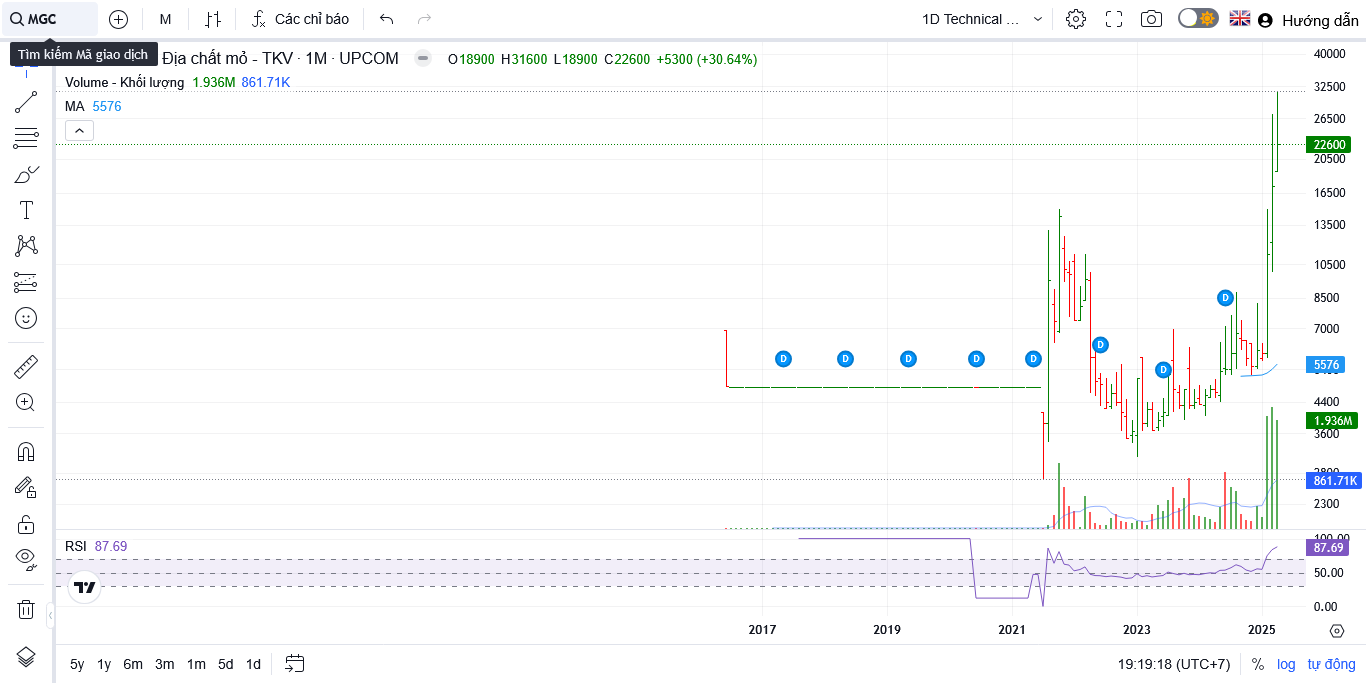 MGC
M
Các chỉ báo
1D Technical ...
Hướng dẫn
Tìm kiếm Mã giao dịch
Địa chất mỏ - TKV · 1M · UPCOM
O18900 H31600 L18900 C22600 +5300 (+30.64%)
Volume - Khối lượng 1.936M 861.71K
MA 5576
40000
32500
26500
22600
20500
16500
13500
10500
8500
7000
5576
4400
1.936M
3600
2800
861.71K
2300
D D D D D D D D
RSI 87.69
100.00
87.69
50.00
0.00
2017 2019 2021 2023 2025
5y 1y 6m 3m 1m 5d 1d
19:19:18 (UTC+7) % log tự động